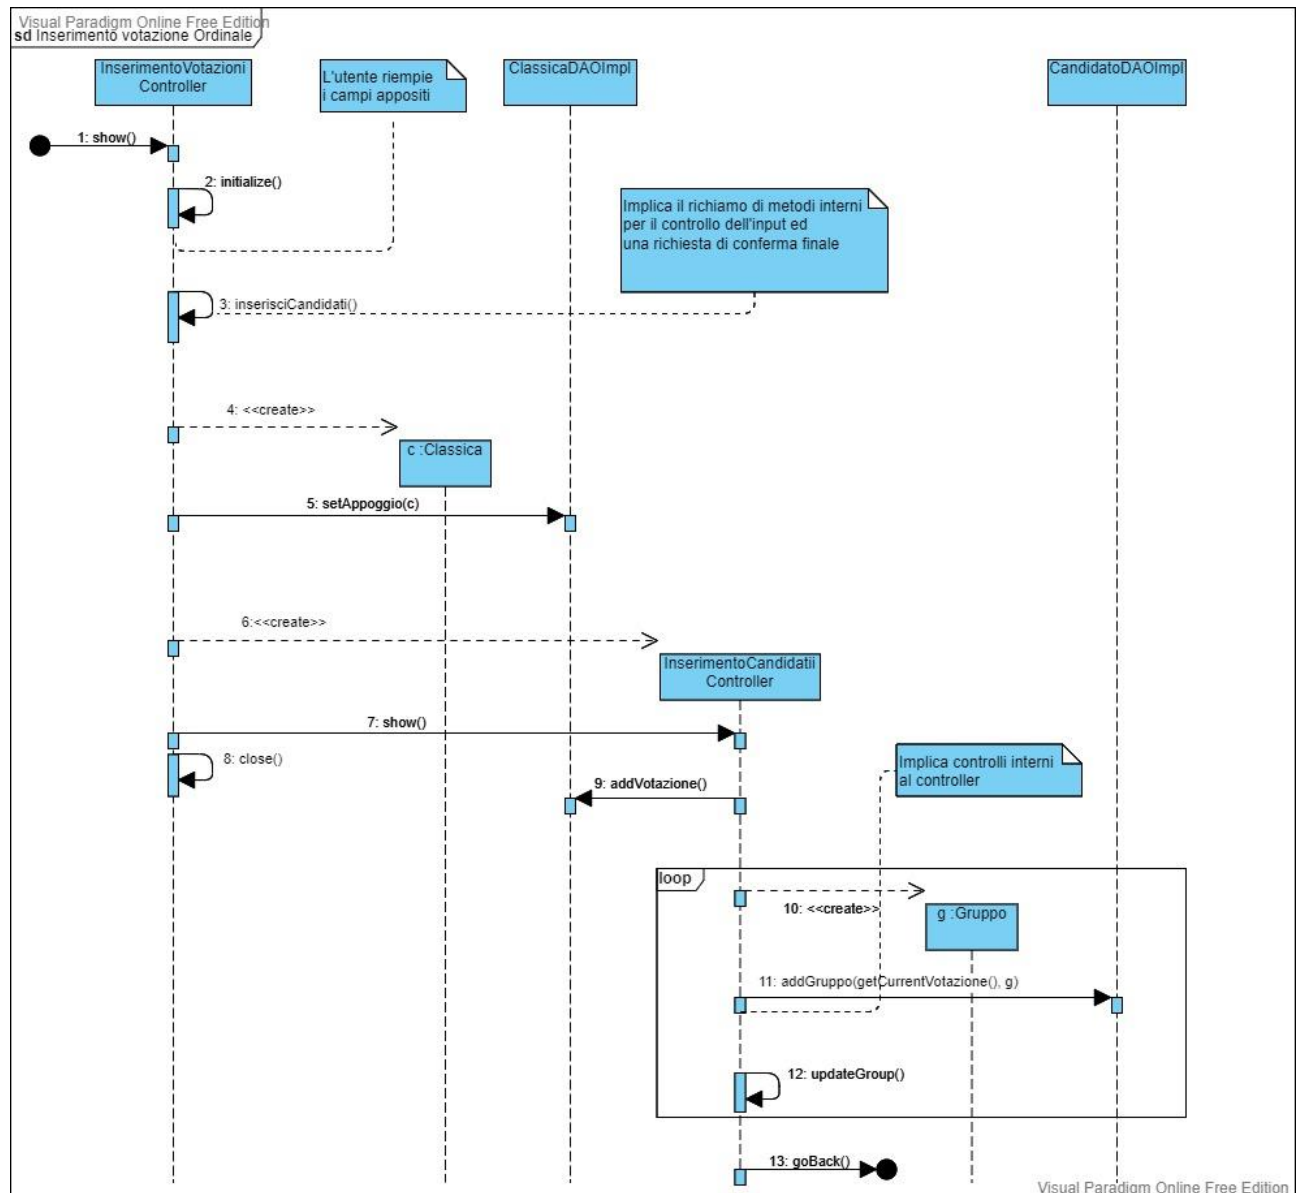 Visual Paradigm Online Free Edition
sd Inserimento votazione Ordinale
InserimentoVotazioni
Controller
L'utente riempie
i campi appositi
ClassicaDAOImpl
CandidatoDAOImpl
1: show()
2: initialize()
Implica il richiamo di metodi interni
per il controllo dell'input ed
una richiesta di conferma finale
3: inserisciCandidati()
4: <<create>>
c :Classica
5: setAppoggio(c)
6:<<create>>
InserimentoCandidatii
Controller
7: show()
8: close()
Implica controlli interni
al controller
9: addVotazione()
loop
10: <<create>>
g :Gruppo
11: addGruppo(getCurrentVotazione(), g)
12: updateGroup()
13: goBack()
Visual Paradigm Online Free Edition